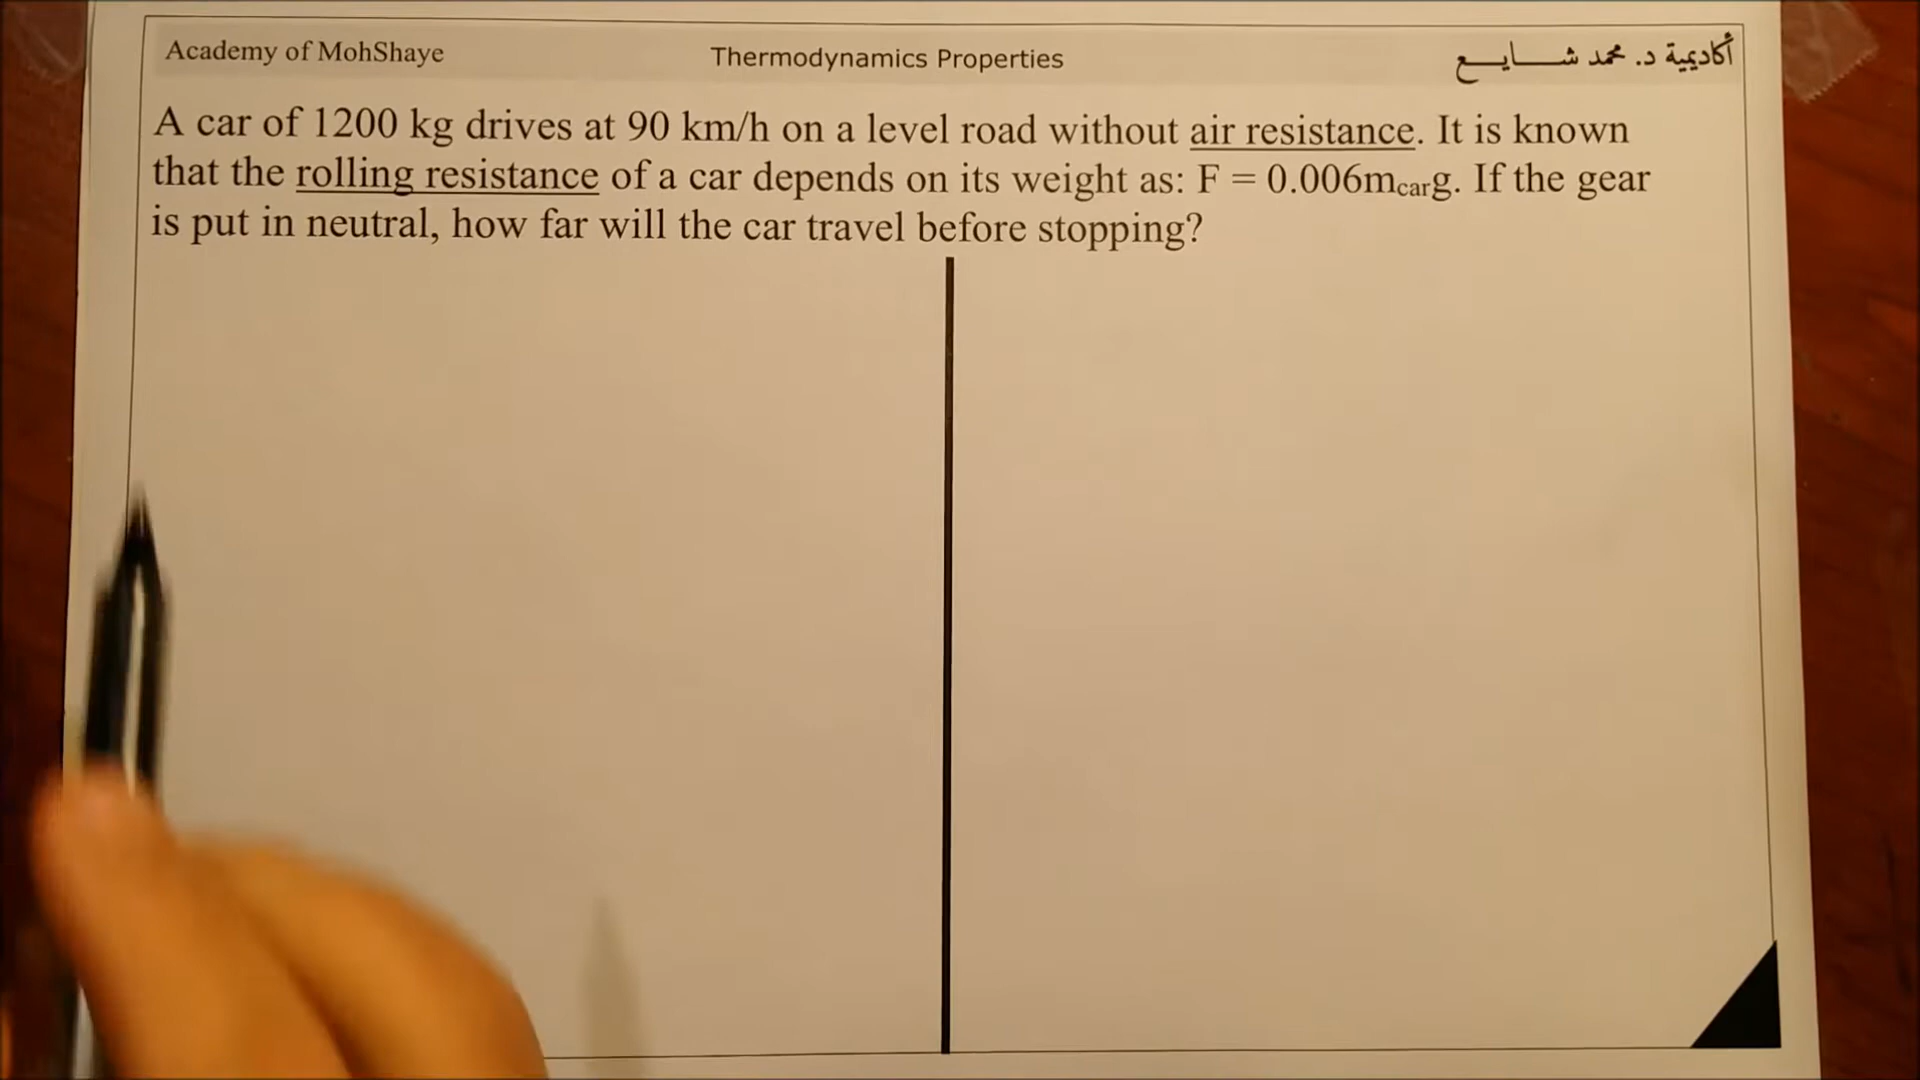 Academy of MohShaye
Thermodynamics Properties
أكاديمية د. محمد شـــايـــع
A car of 1200 kg drives at 90 km/h on a level road without air resistance. It is known
that the rolling resistance of a car depends on its weight as: F = 0.006mcarg. If the gear
is put in neutral, how far will the car travel before stopping?